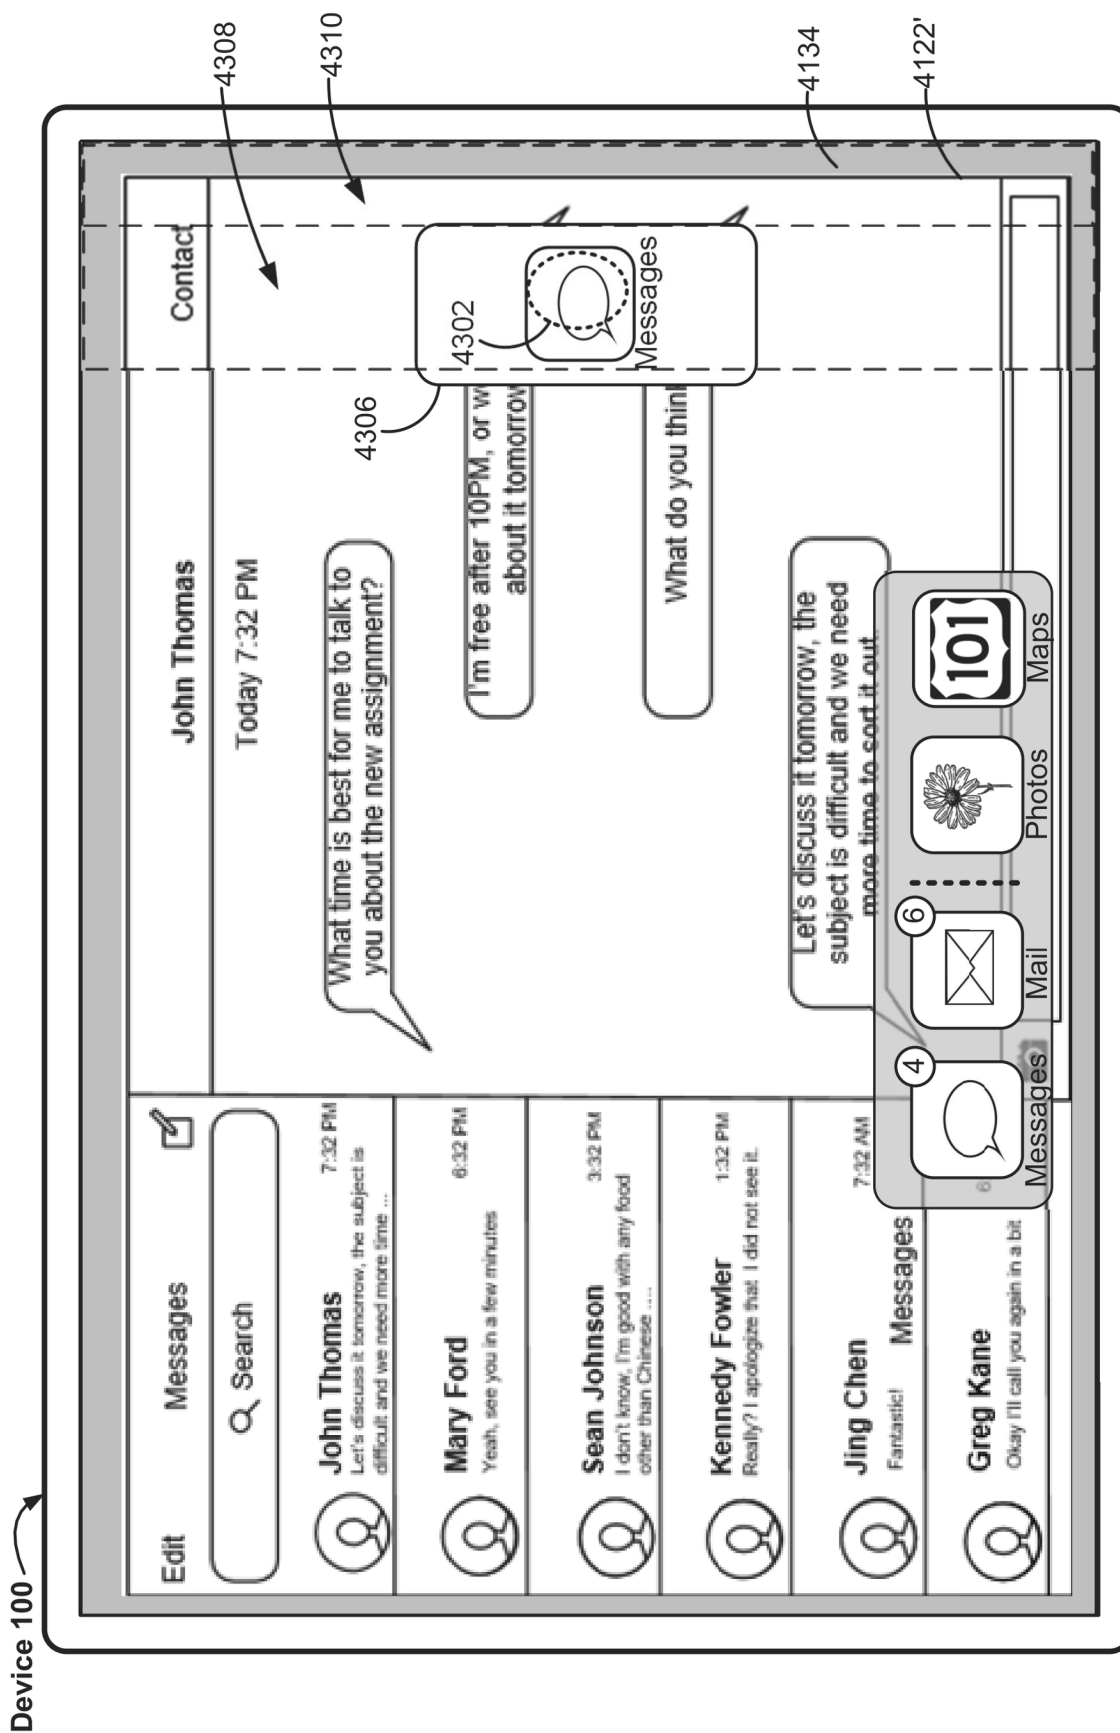 Device 100
4308
4310
4134
4122'
Edit
Messages
Search
John Thomas
7:32 PM
Let's discuss it tomorrow, the subject is
difficult and we need more time ...
Mary Ford
6:32 PM
Yeah, see you in a few minutes
Sean Johnson
3:32 PM
I don't know, I'm good with any food
other than Chinese ....
Kennedy Fowler
1:32 PM
Really? I apologize that I did not see it.
Jing Chen
7:32 AM
Fantastic!
Messages
Greg Kane
6:
Okay I'll call you again in a bit
John Thomas
Contact
Today 7:32 PM
What time is best for me to talk to
you about the new assignment?
4306
4302
Messages
I'm free after 10PM, or w
about it tomorrow
What do you think
Let's discuss it tomorrow, the
subject is difficult and we need
more time to sort it out.
4
Messages
6
Mail
Photos
101
Maps